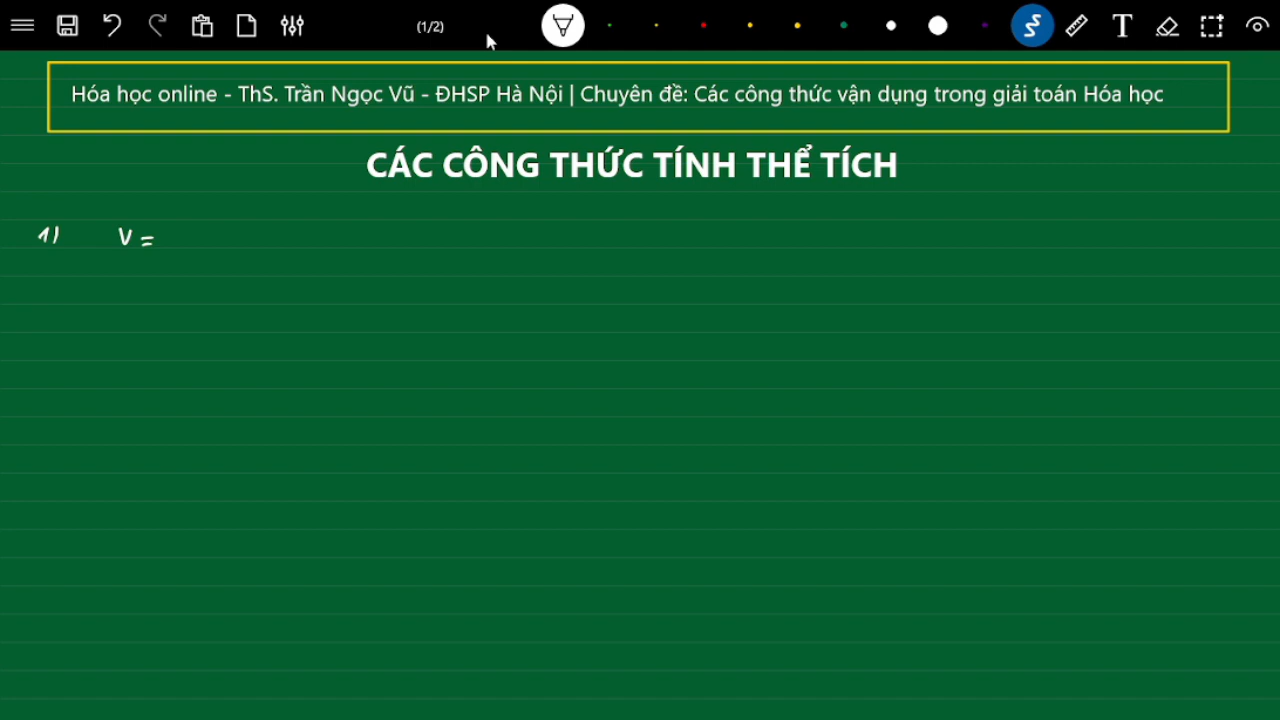 (1/2)
T
Hóa học online - ThS. Trần Ngọc Vũ - ĐHSP Hà Nội | Chuyên đề: Các công thức vận dụng trong giải toán Hóa học
CÁC CÔNG THỨC TÍNH THỂ TÍCH
1) V =